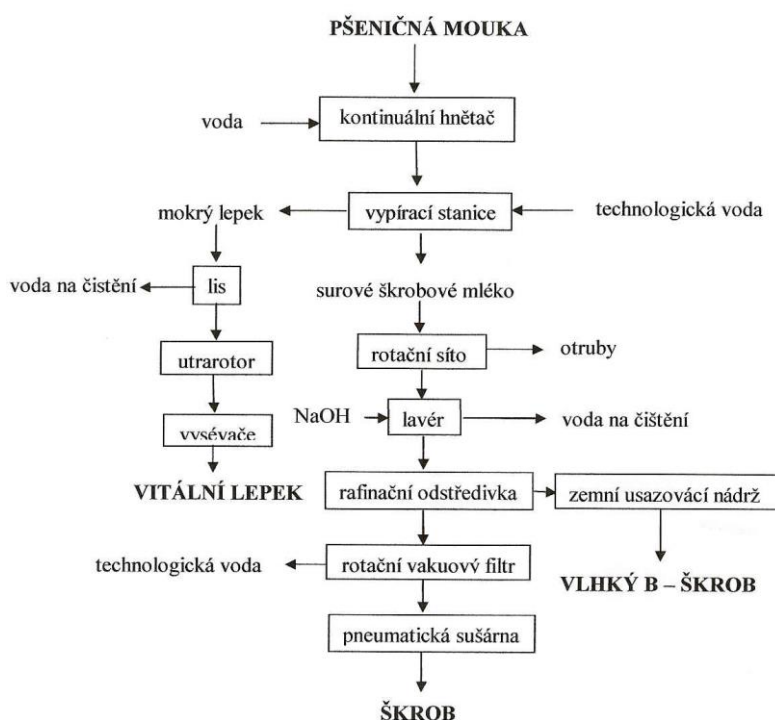 PŠENIČNÁ MOUKA
voda
kontinuální hnětač
mokrý lepek
vypírací stanice
technologická voda
voda na čistění
lis
surové škrobové mléko
utrarotor
rotační síto
otruby
vysévače
NaOH
lavér
voda na čištění
VITÁLNÍ LEPEK
rafinační odstředivka
zemní usazovácí nádrž
technologická voda
rotační vakuový filtr
VLHKÝ B – ŠKROB
pneumatická sušárna
ŠKROB